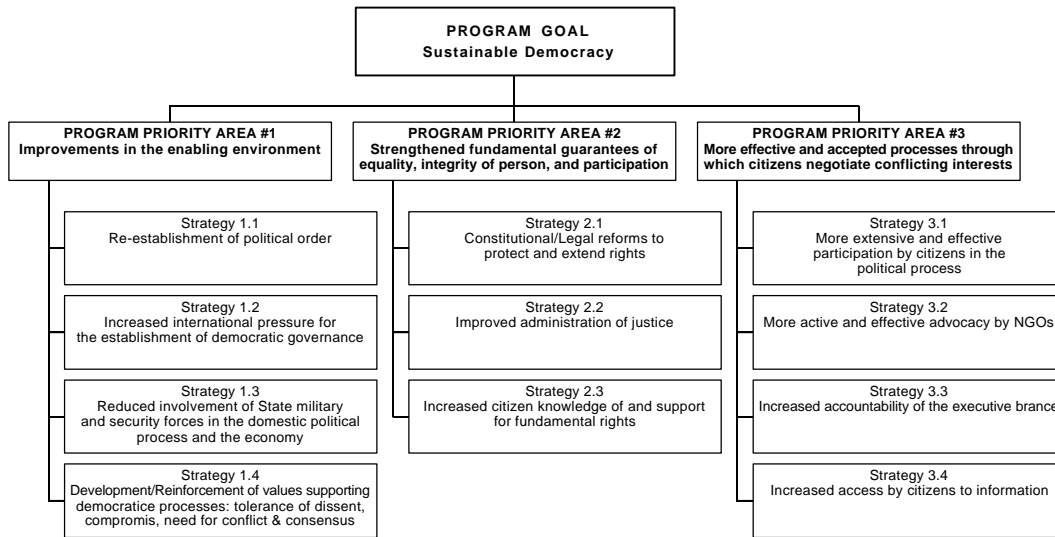 PROGRAM GOAL
Sustainable Democracy
PROGRAM PRIORITY AREA #1
Improvements in the enabling environment
Strategy 1.1
Re-establishment of political order
Strategy 1.2
Increased international pressure for
the establishment of democratic governance
Strategy 1.3
Reduced involvement of State military
and security forces in the domestic political
process and the economy
Strategy 1.4
Development/Reinforcement of values supporting
democratice processes: tolerance of dissent,
compromis, need for conflict & consensus
PROGRAM PRIORITY AREA #2
Strengthened fundamental guarantees of
equality, integrity of person, and participation
Strategy 2.1
Constitutional/Legal reforms to
protect and extend rights
Strategy 2.2
Improved administration of justice
Strategy 2.3
Increased citizen knowledge of and support
for fundamental rights
PROGRAM PRIORITY AREA #3
More effective and accepted processes through
which citizens negotiate conflicting interests
Strategy 3.1
More extensive and effective
participation by citizens in the
political process
Strategy 3.2
More active and effective advocacy by NGOs
Strategy 3.3
Increased accountability of the executive brance
Strategy 3.4
Increased access by citizens to information